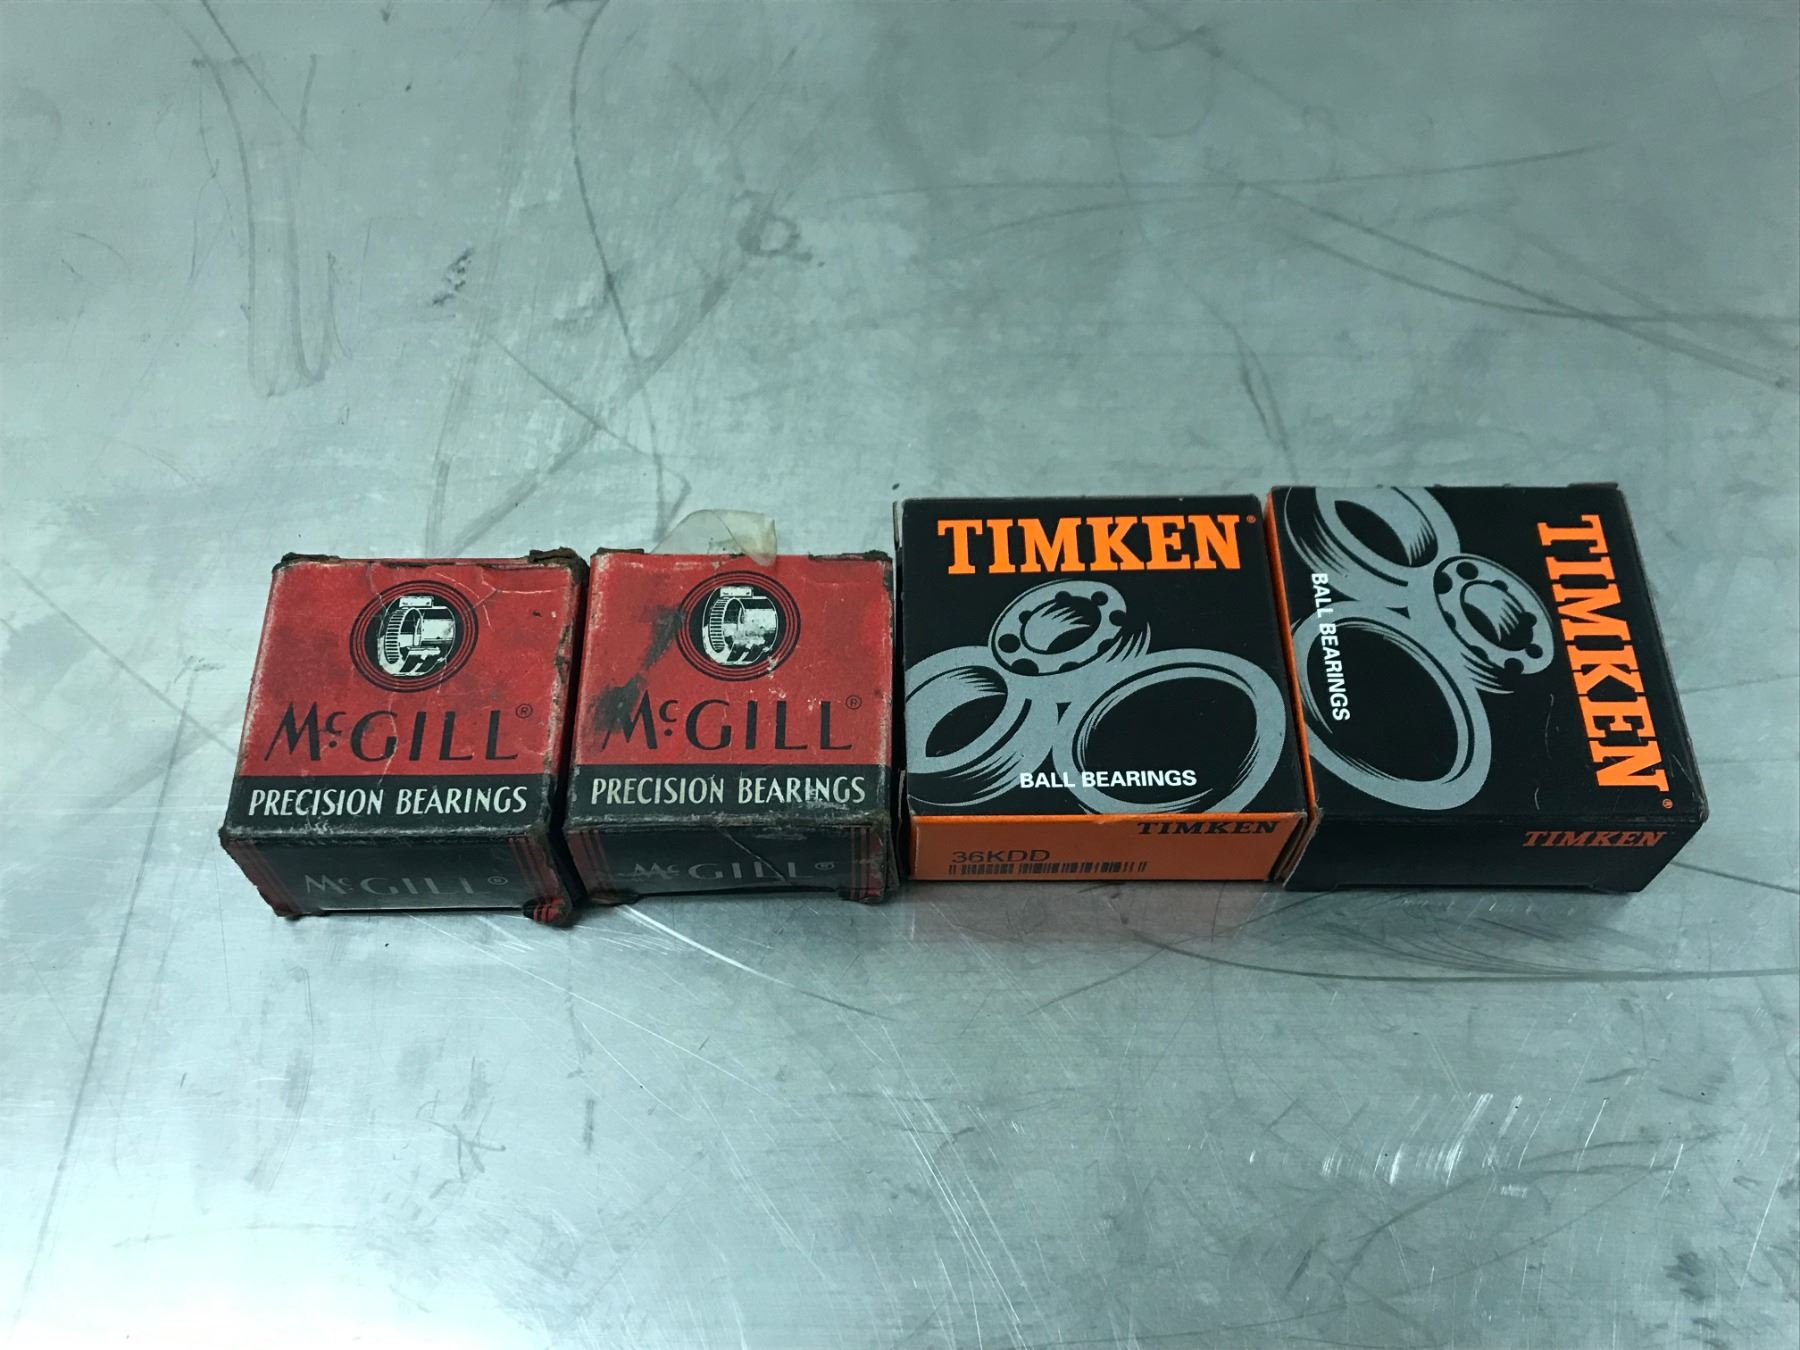 McGILL®
PRECISION BEARINGS
McGILL®
McGILL®
PRECISION BEARINGS
McGILL®
TIMKEN®
BALL BEARINGS
TIMKEN
36KDD
TIMKEN®
BALL BEARINGS
TIMKEN